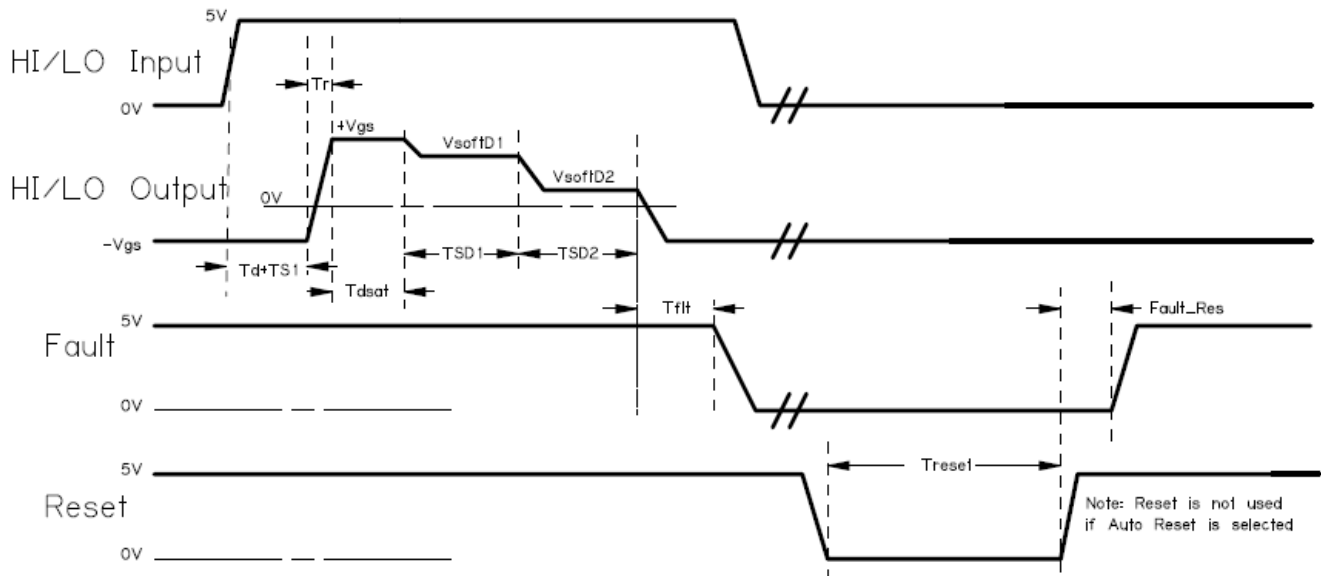 5V
HI/LO Input
Tr
0V
+Vgs
VsoftD1
VsoftD2
HI/LO Output
0V
-Vgs
Td+TS1
TSD1
TSD2
Tdsat
Tflt
Fault_Res
5V
Fault
0V
5V
Treset
Reset
Note: Reset is not used
if Auto Reset is selected
0V